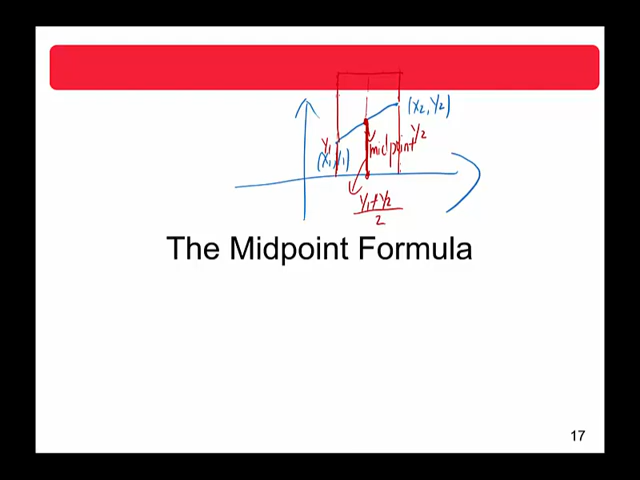 (x2, y2)
y1
y2
midpoint
(x1, y1)
y1+y2
2
The Midpoint Formula
17